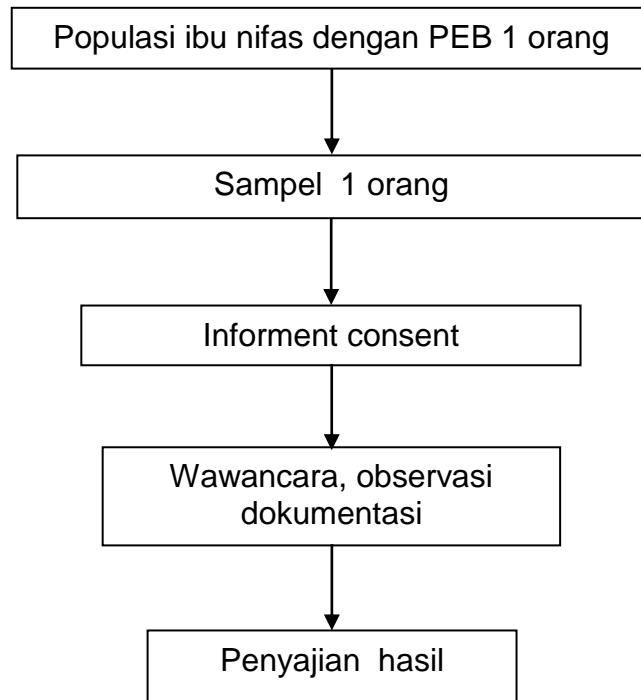 Populasi ibu nifas dengan PEB 1 orang
Sampel 1 orang
Informent consent
Wawancara, observasi
dokumentasi
Penyajian hasil